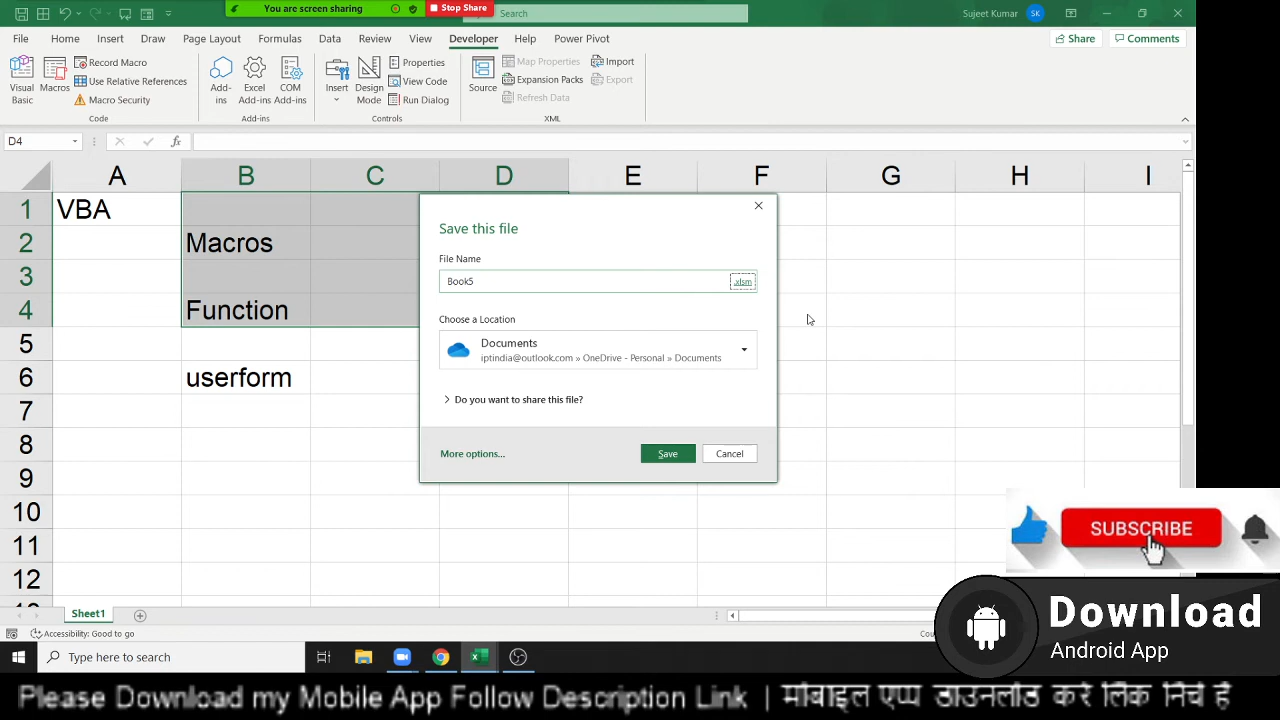 You are screen sharing
Stop Share
Search
Sujeet Kumar
SK
File Home Insert Draw Page Layout Formulas Data Review View Developer Help Power Pivot
Share
Comments
Visual Basic
Macros
Record Macro
Use Relative References
Macro Security
Code
Add-ins
Excel Add-ins
COM Add-ins
Add-ins
Insert
Design Mode
Properties
View Code
Run Dialog
Controls
Source
Map Properties
Expansion Packs
Refresh Data
Import
Export
XML
D4
fx
A B C D E F G H I
1 VBA
2 Macros
3
4 Function
5
6 userform
7
8
9
10
11
12
Save this file
File Name
Book5
.xlsm
Choose a Location
Documents
iptindia@outlook.com » OneDrive - Personal » Documents
Do you want to share this file?
More options...
Save
Cancel
SUBSCRIBE
Download
Android App
Sheet1
Accessibility: Good to go
Type here to search
Please Download my Mobile App Follow Description Link | मोबाइल एप्प डाउनलोड करे लिंक निचे है